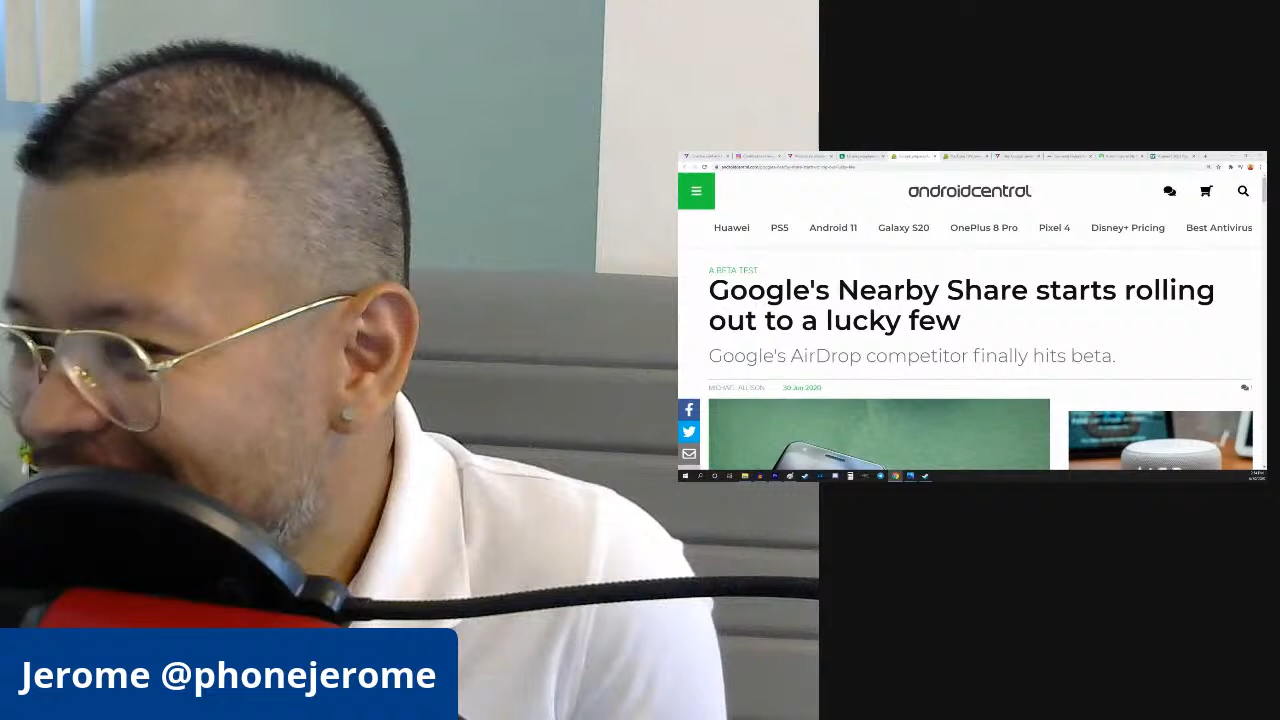 androidcentral
Huawei PS5 Android 11 Galaxy S20 OnePlus 8 Pro Pixel 4 Disney+ Pricing Best Antivirus
A BETA TEST
Google's Nearby Share starts rolling
out to a lucky few
Google's AirDrop competitor finally hits beta.
MICHAEL ALLISON 30 Jun 2020
Jerome @phonejerome